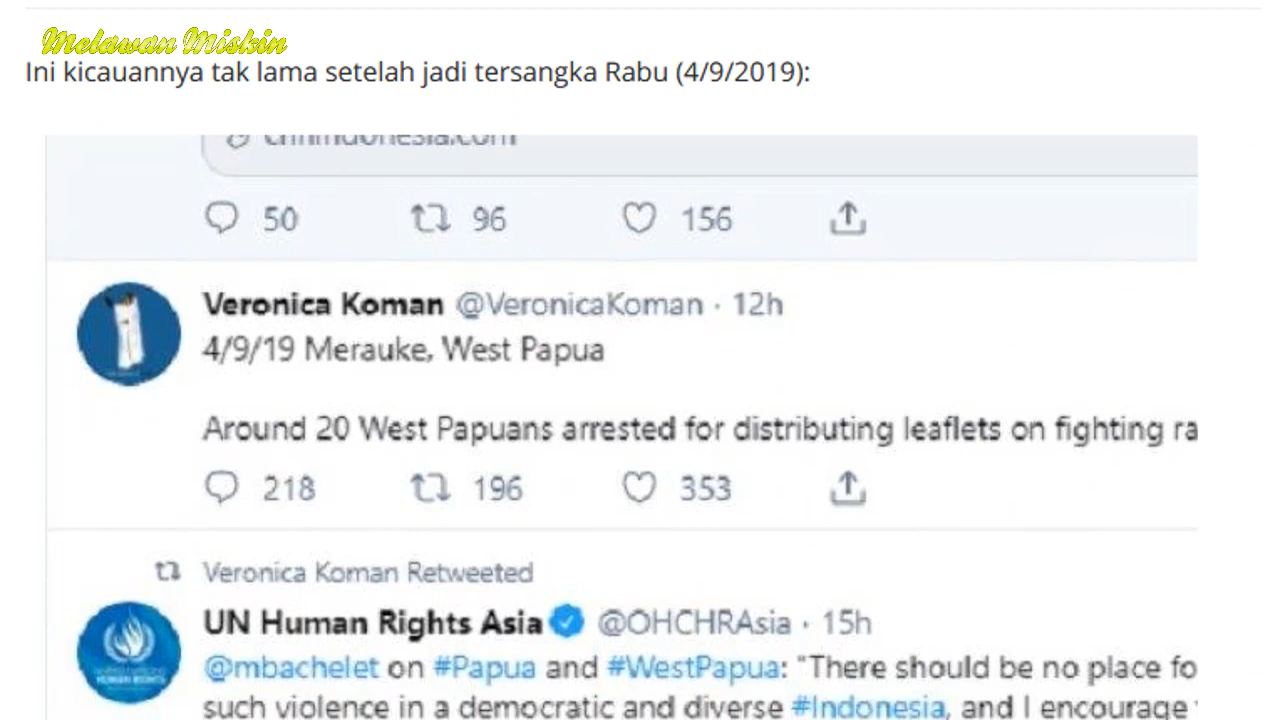 Melawan Miskin
Ini kicauannya tak lama setelah jadi tersangka Rabu (4/9/2019):
cnnindonesia.com
50 96 156
Veronica Koman @VeronicaKoman · 12h
4/9/19 Merauke, West Papua
Around 20 West Papuans arrested for distributing leaflets on fighting ra
218 196 353
Veronica Koman Retweeted
UN Human Rights Asia @OHCHRAsia · 15h
@mbachelet on #Papua and #WestPapua: "There should be no place fo
such violence in a democratic and diverse #Indonesia, and I encourage